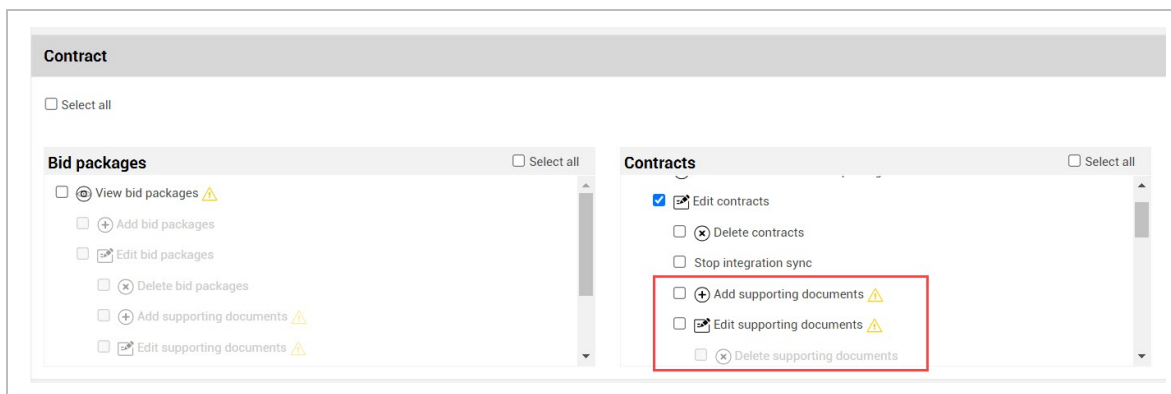 Contract
Select all
Bid packages
Select all
View bid packages
Add bid packages
Edit bid packages
Delete bid packages
Add supporting documents
Edit supporting documents
Contracts
Select all
Edit contracts
Delete contracts
Stop integration sync
Add supporting documents
Edit supporting documents
Delete supporting documents